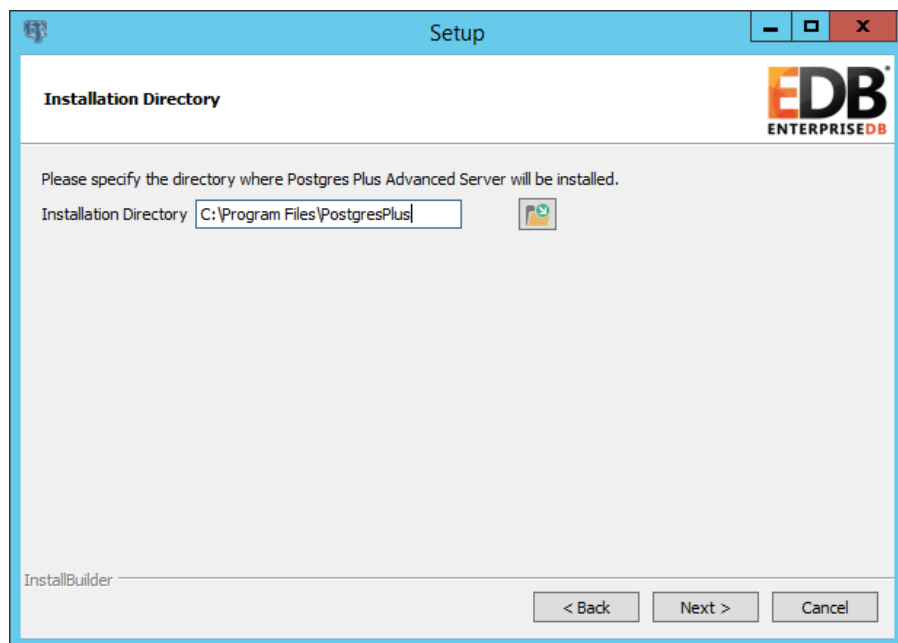 Setup
Installation Directory
EDB
ENTERPRISEDB
Please specify the directory where Postgres Plus Advanced Server will be installed.
Installation Directory C:\Program Files\PostgresPlus
InstallBuilder
< Back Next > Cancel